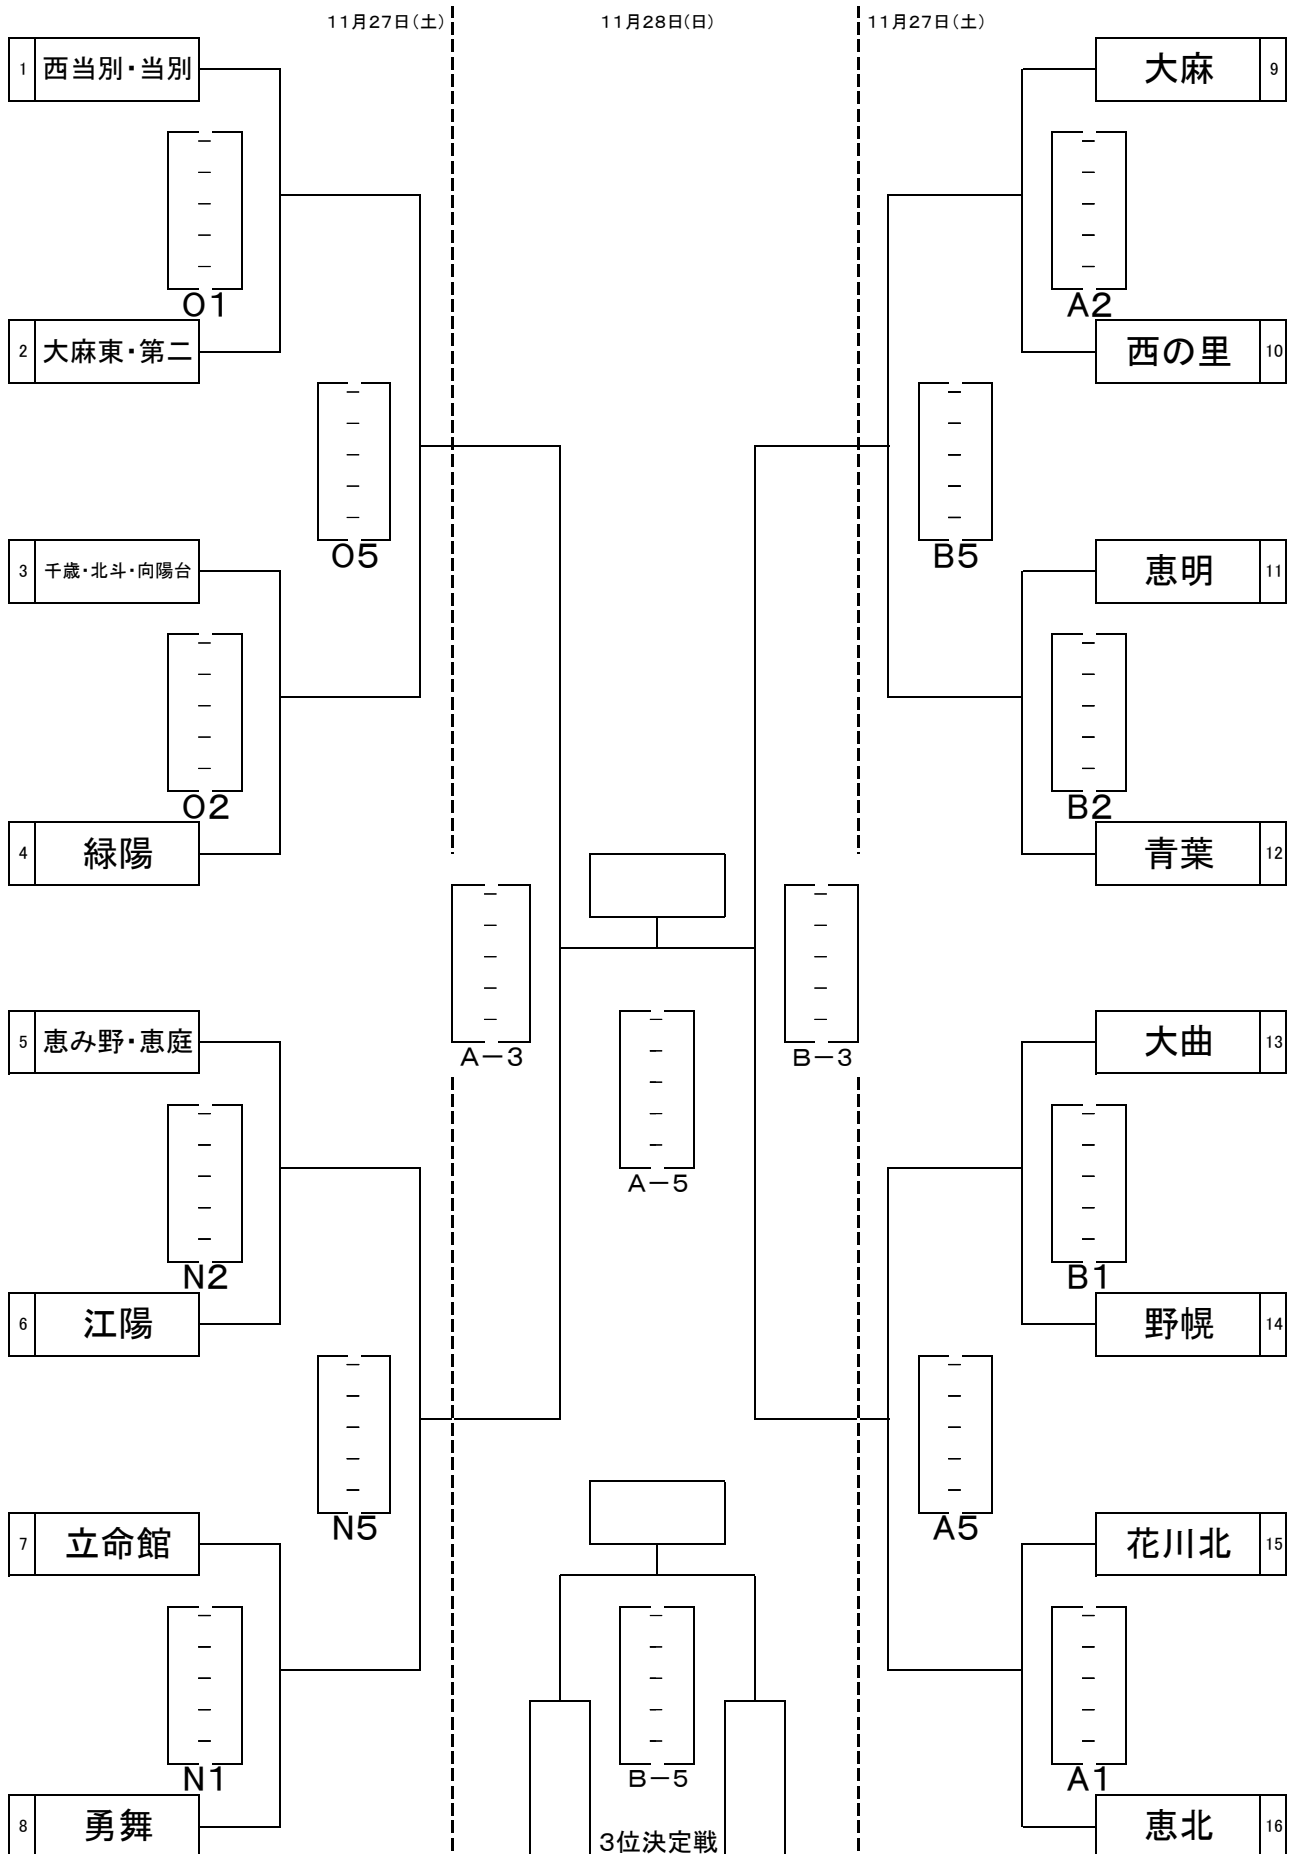 11月27日(土)
11月28日(日)
11月27日(土)
1 西当別・当別
大麻 9
O1
A2
2 大麻東・第二
西の里 10
O5
B5
3 千歳・北斗・向陽台
恵明 11
O2
B2
4 緑陽
青葉 12
A－3
B－3
5 恵み野・恵庭
大曲 13
A－5
N2
B1
6 江陽
野幌 14
N5
A5
7 立命館
花川北 15
N1
B－5
A1
8 勇舞
3位決定戦
恵北 16